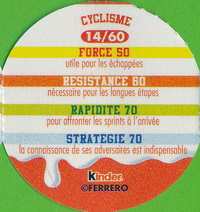 CYCLISME
14/60
FORCE 50
utile pour les échappées
RESISTANCE 60
nécessaire pour les longues étapes
RAPIDITE 70
pour affronter les sprints à l'arrivée
STRATEGIE 70
la connaissance de ses adversaires est indispensable
kinder
©FERRERO